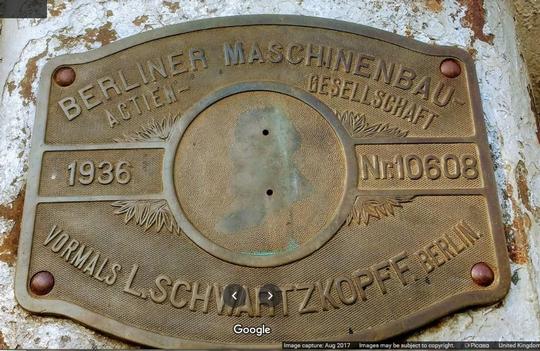 BERLINER MASCHINENBAU-
ACTIEN- GESELLSCHAFT
1936 Nr 10608
VORMALS L. SCHWARTZKOPFF. BERLIN.
Google
Image capture: Aug 2017 Images may be subject to copyright. Picasa United Kingdom